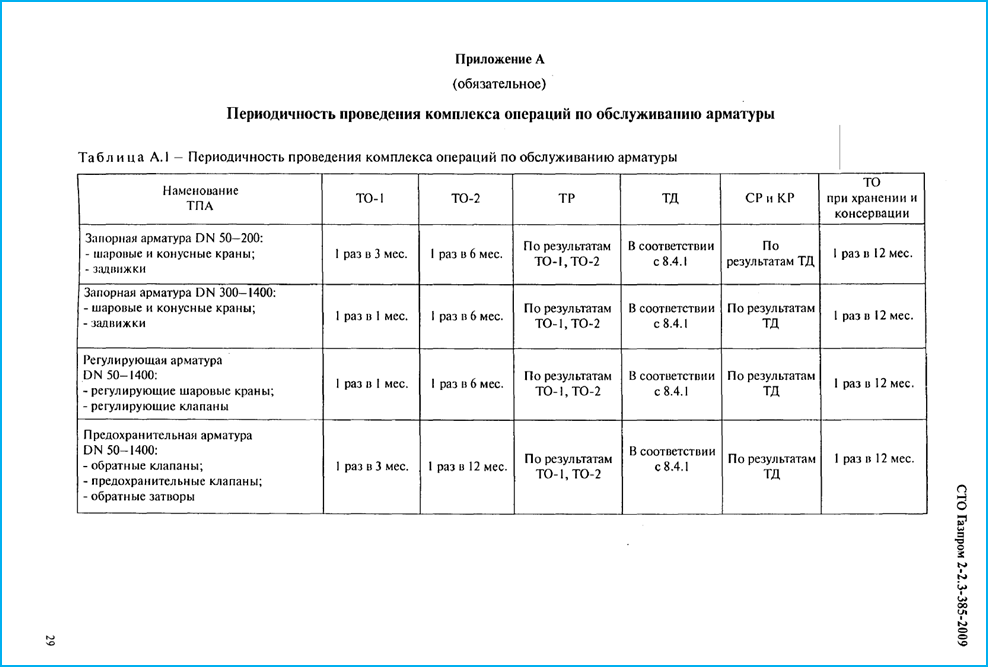 Приложение А
(обязательное)
Периодичность проведения комплекса операций по обслуживанию арматуры
Таблица А.1 – Периодичность проведения комплекса операций по обслуживанию арматуры
Наменование
ТПА
ТО-1
ТО-2
ТР
ТД
СР и КР
ТО
при хранении и
консервации
Запорная арматура DN 50–200:
- шаровые и конусные краны;
- задвижки
1 раз в 3 мес.
1 раз в 6 мес.
По результатам
ТО-1, ТО-2
В соответствии
с 8.4.1
По
результатам ТД
1 раз в 12 мес.
Запорная арматура DN 300–1400:
- шаровые и конусные краны;
- задвижки
1 раз в 1 мес.
1 раз в 6 мес.
По результатам
ТО-1, ТО-2
В соответствии
с 8.4.1
По результатам
ТД
1 раз в 12 мес.
Регулирующая арматура
DN 50–1400:
- регулирующие шаровые краны;
- регулирующие клапаны
1 раз в 1 мес.
1 раз в 6 мес.
По результатам
ТО-1, ТО-2
В соответствии
с 8.4.1
По результатам
ТД
1 раз в 12 мес.
Предохранительная арматура
DN 50–1400:
- обратные клапаны;
- предохранительные клапаны;
- обратные затворы
1 раз в 3 мес.
1 раз в 12 мес.
По результатам
ТО-1, ТО-2
В соответствии
с 8.4.1
По результатам
ТД
1 раз в 12 мес.
СТО Газпром 2-2.3-385-2009
29